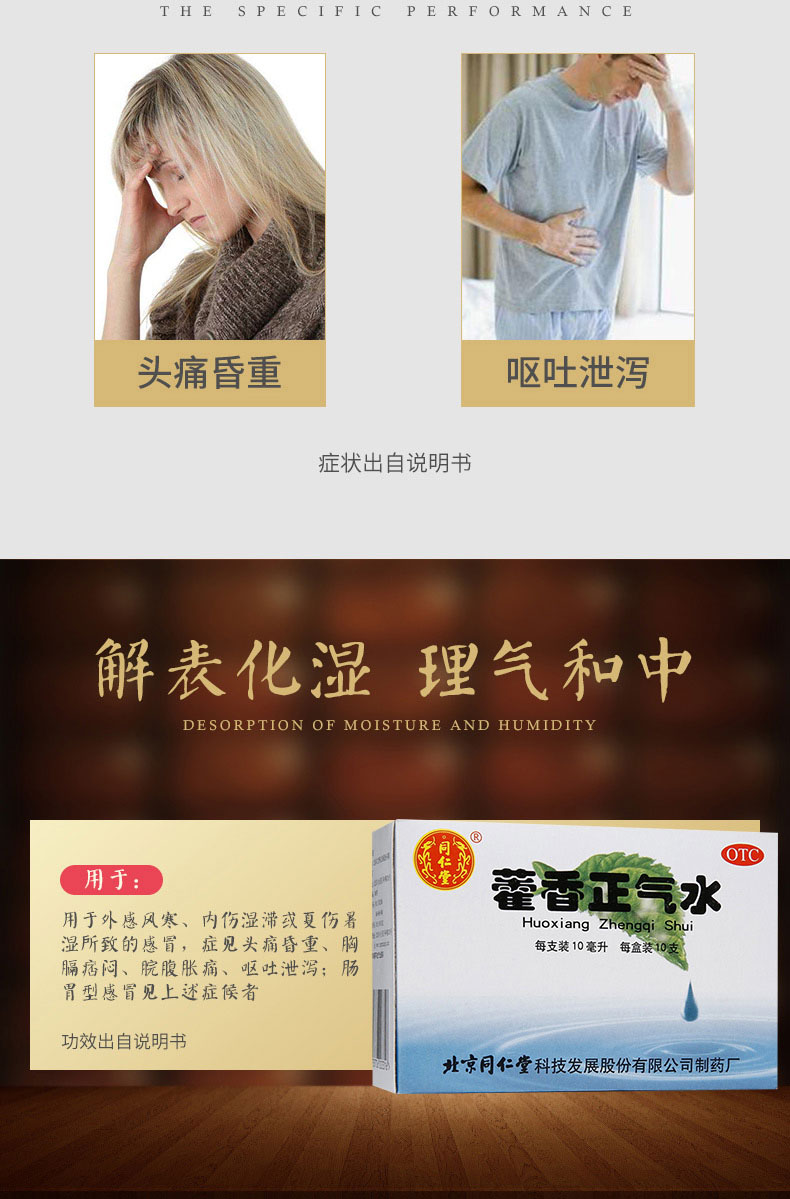 THE SPECIFIC PERFORMANCE
头痛昏重
呕吐泄泻
症状出自说明书
解表化湿 理气和中
DESORPTION OF MOISTURE AND HUMIDITY
用于：
用于外感风寒、内伤湿滞或夏伤暑
湿所致的感冒，症见头痛昏重、胸
膈痞闷、脘腹胀痛、呕吐泄泻；肠
胃型感冒见上述症候者
功效出自说明书
同仁堂
®
OTC
藿香正气水
Huoxiang Zhengqi Shui
每支装10毫升 每盒装10支
北京同仁堂科技发展股份有限公司制药厂